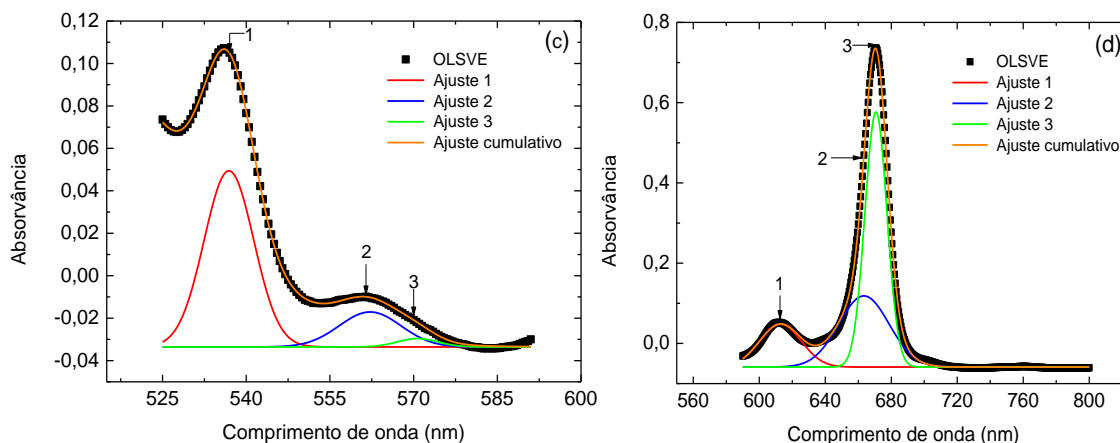 (c)
OLSVE
Ajuste 1
Ajuste 2
Ajuste 3
Ajuste cumulativo
1
2
3
0,12
0,10
0,08
0,06
0,04
0,02
0,00
-0,02
-0,04
Absorvância
525 540 555 570 585 600
Comprimento de onda (nm)
(d)
OLSVE
Ajuste 1
Ajuste 2
Ajuste 3
Ajuste cumulativo
3
2
1
0,8
0,6
0,4
0,2
0,0
Absorvância
560 600 640 680 720 760 800
Comprimento de onda (nm)